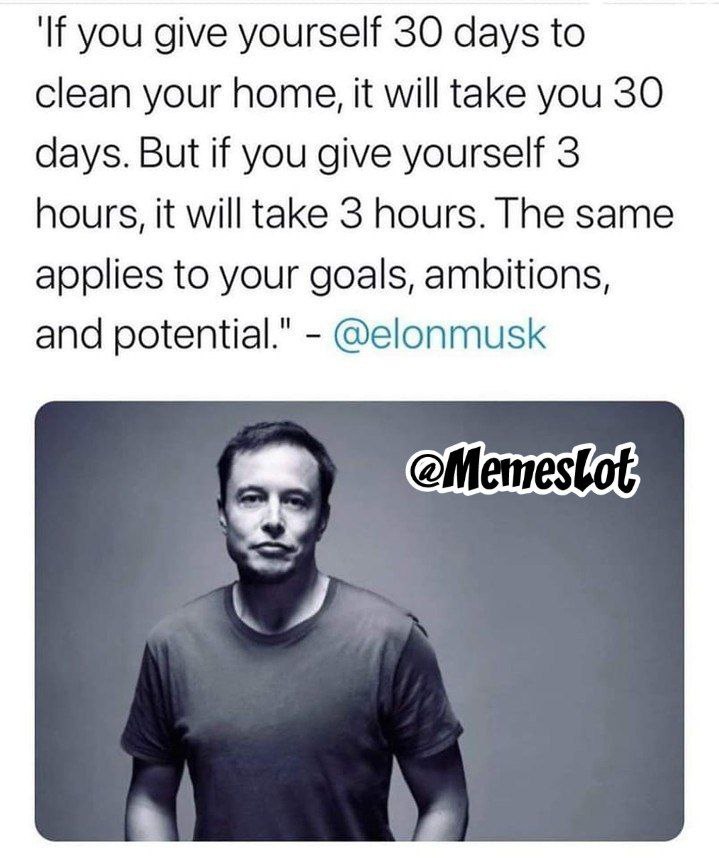 'If you give yourself 30 days to
clean your home, it will take you 30
days. But if you give yourself 3
hours, it will take 3 hours. The same
applies to your goals, ambitions,
and potential." - @elonmusk
@MemesLot